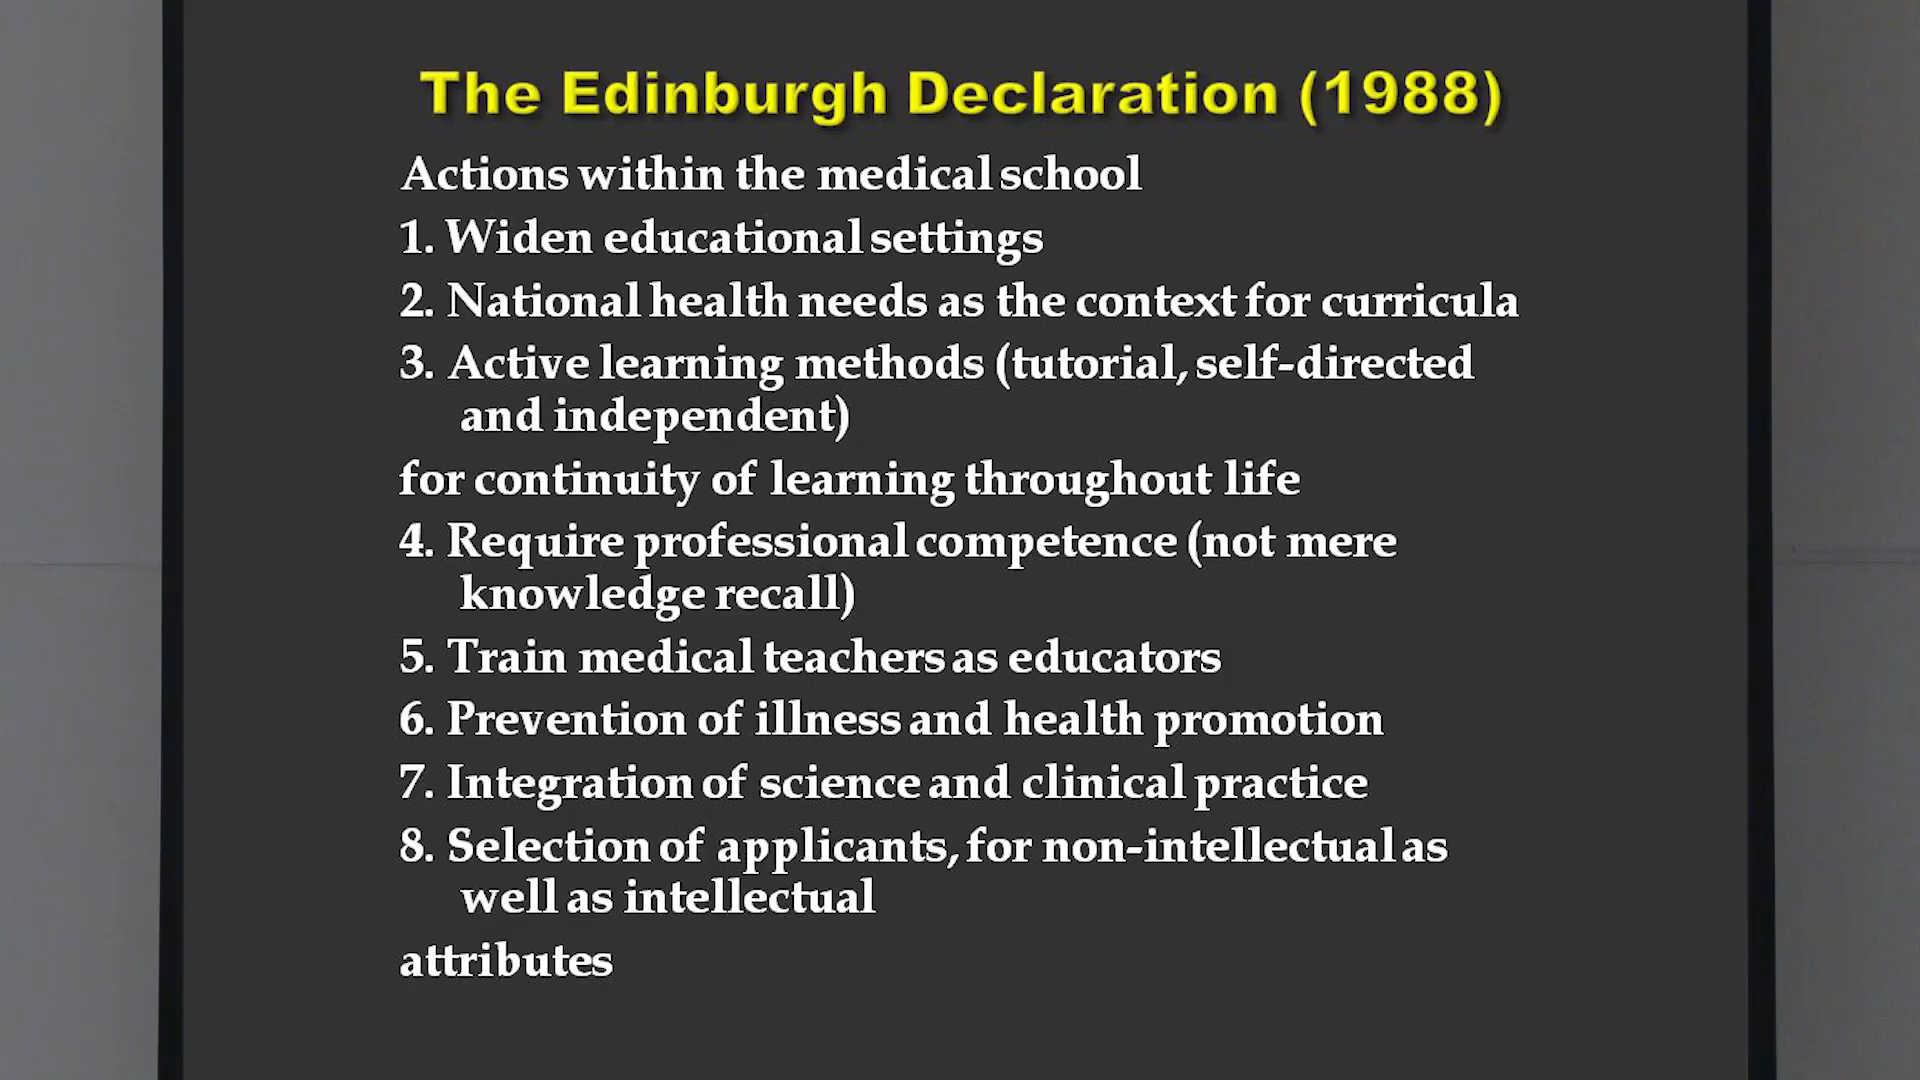 The Edinburgh Declaration (1988)
Actions within the medical school
1. Widen educational settings
2. National health needs as the context for curricula
3. Active learning methods (tutorial, self-directed
and independent)
for continuity of learning throughout life
4. Require professional competence (not mere
knowledge recall)
5. Train medical teachers as educators
6. Prevention of illness and health promotion
7. Integration of science and clinical practice
8. Selection of applicants, for non-intellectual as
well as intellectual
attributes